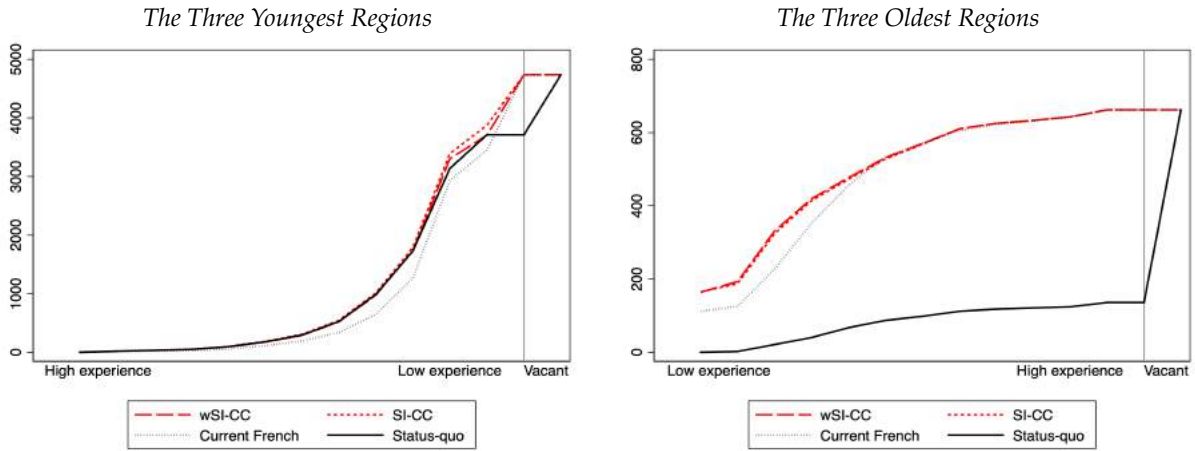 The Three Youngest Regions
5000
4000
3000
2000
1000
0
High experience Low experience Vacant
wSI-CC SI-CC
Current French Status-quo
The Three Oldest Regions
800
600
400
200
0
Low experience High experience Vacant
wSI-CC SI-CC
Current French Status-quo